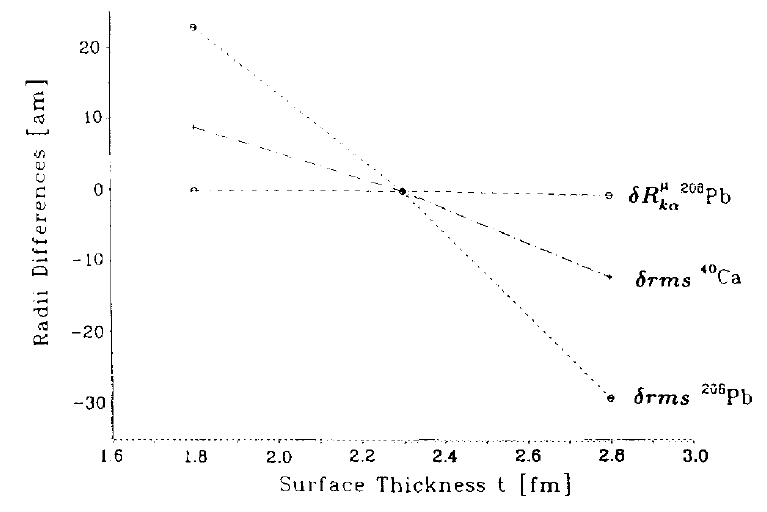 20
10
0
-10
-20
-30
Radii Differences [am]
δR^μ_kα ²⁰⁸Pb
δrms ⁴⁰Ca
δrms ²⁰⁸Pb
1.6 1.8 2.0 2.2 2.4 2.6 2.8 3.0
Surface Thickness t [fm]